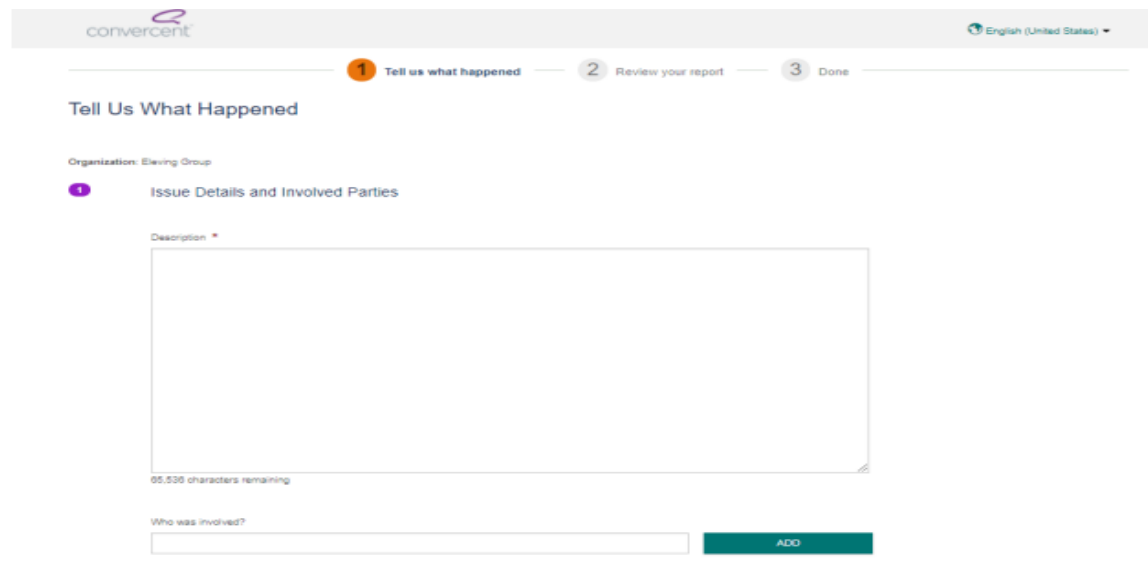 convercent
English (United States)
1 Tell us what happened 2 Review your report 3 Done
Tell Us What Happened
Organization: Eleving Group
1 Issue Details and Involved Parties
Description *
65,536 characters remaining
Who was involved?
ADD